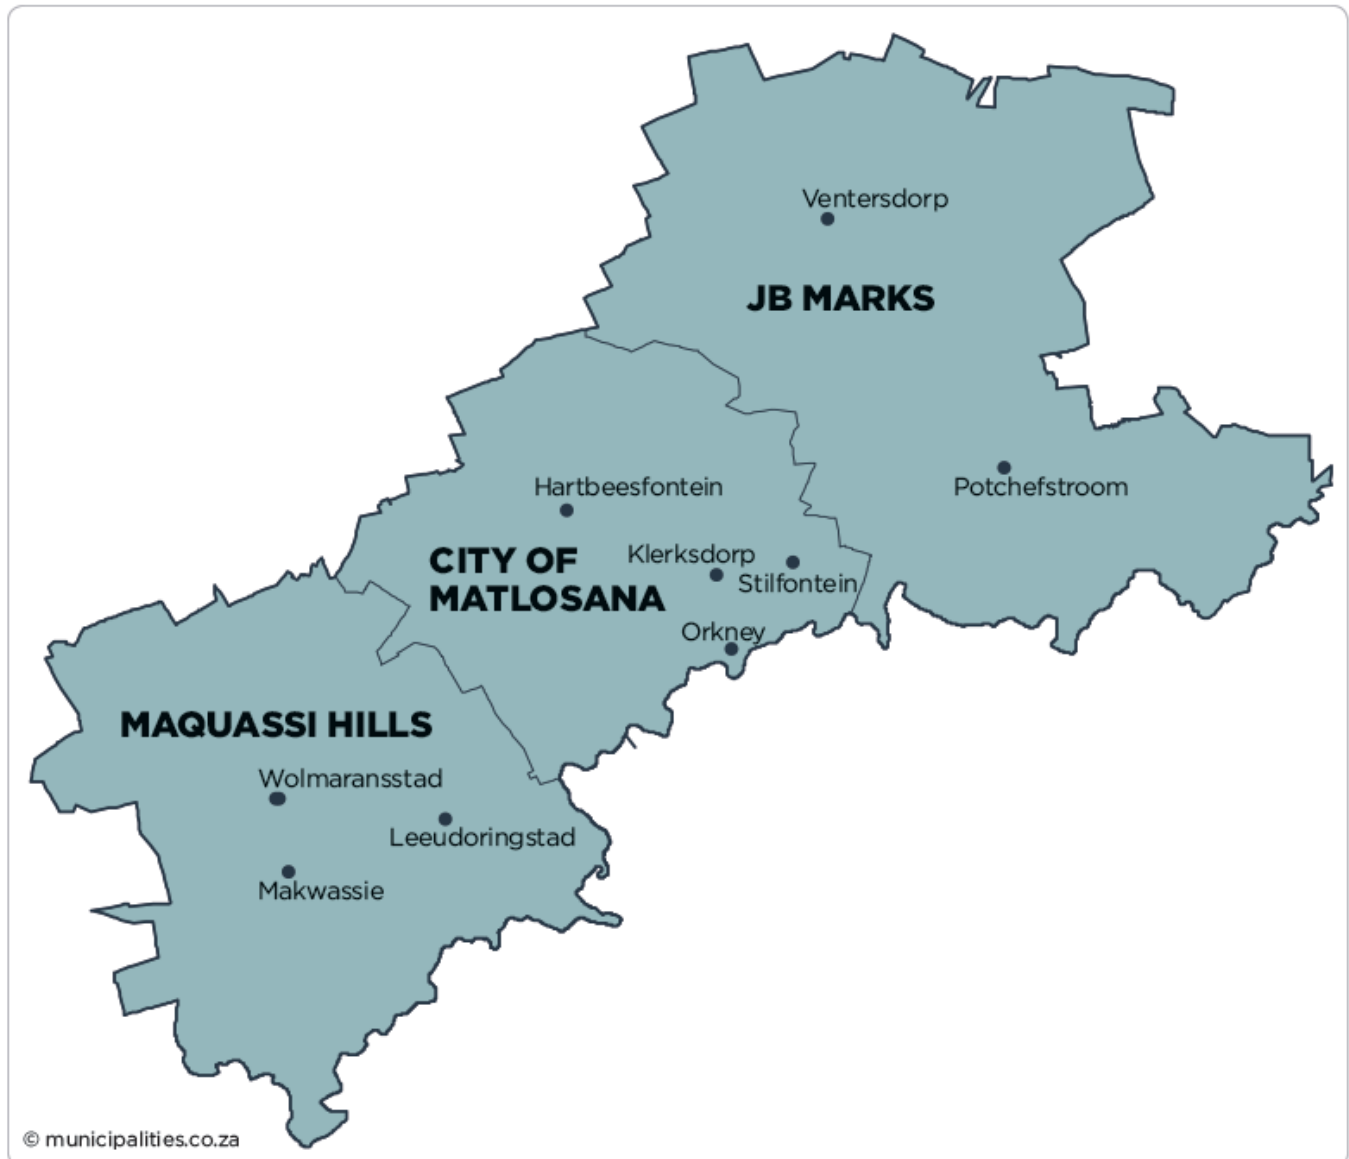 Ventersdorp
JB MARKS
Potchefstroom
Hartbeesfontein
CITY OF
MATLOSANA
Klerksdorp
Stilfontein
Orkney
MAQUASSI HILLS
Wolmaransstad
Leeudoringstad
Makwassie
© municipalities.co.za